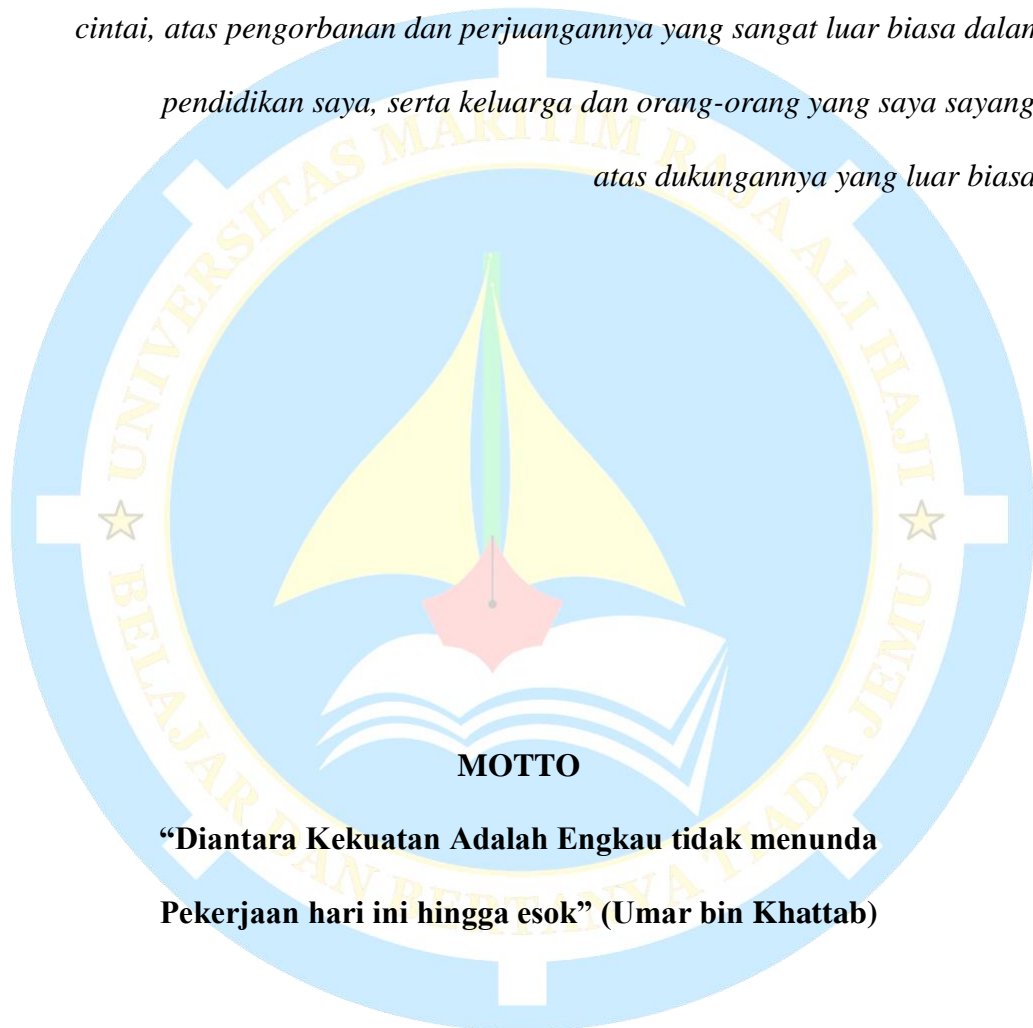 cintai, atas pengorbanan dan perjuangannya yang sangat luar biasa dalam
pendidikan saya, serta keluarga dan orang-orang yang saya sayang
atas dukungannya yang luar biasa
UNIVERSITAS MARITIM RAJA ALI HAJI
BELAJAR DAN BERTANYA TIADA JEMU
MOTTO
“Diantara Kekuatan Adalah Engkau tidak menunda
Pekerjaan hari ini hingga esok” (Umar bin Khattab)